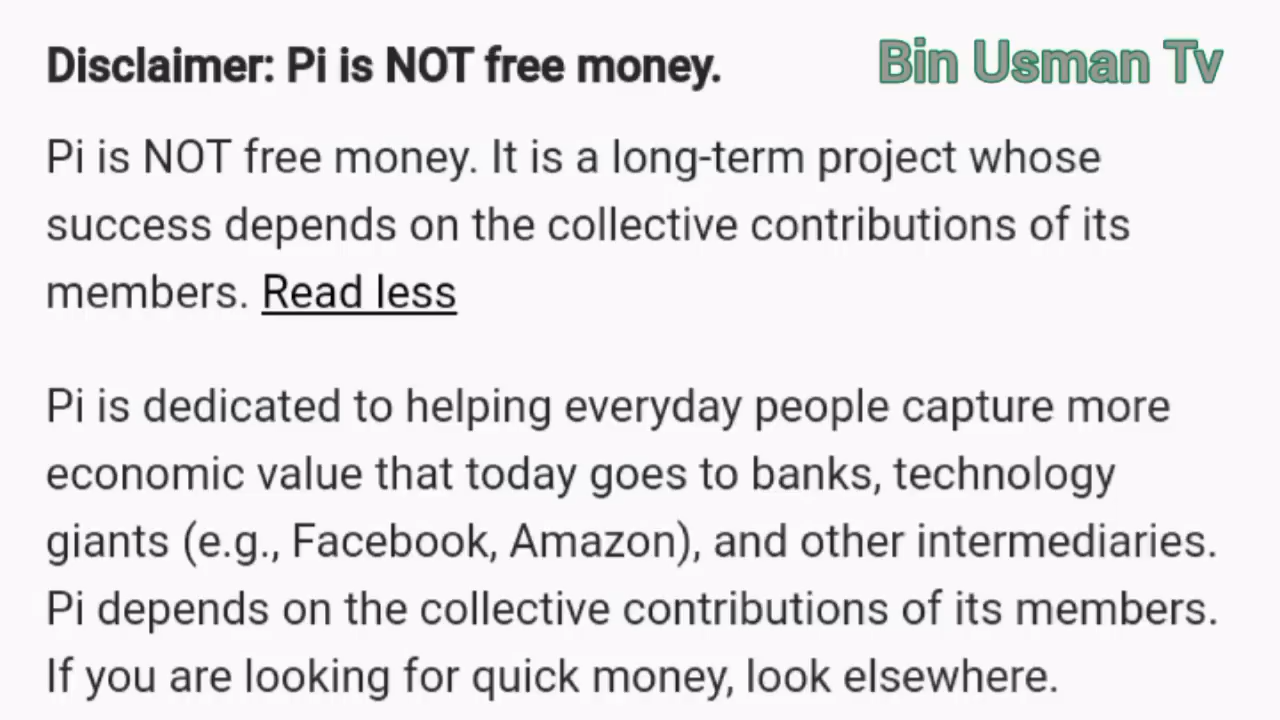 Disclaimer: Pi is NOT free money.
Bin Usman Tv
Pi is NOT free money. It is a long-term project whose
success depends on the collective contributions of its
members. Read less
Pi is dedicated to helping everyday people capture more
economic value that today goes to banks, technology
giants (e.g., Facebook, Amazon), and other intermediaries.
Pi depends on the collective contributions of its members.
If you are looking for quick money, look elsewhere.